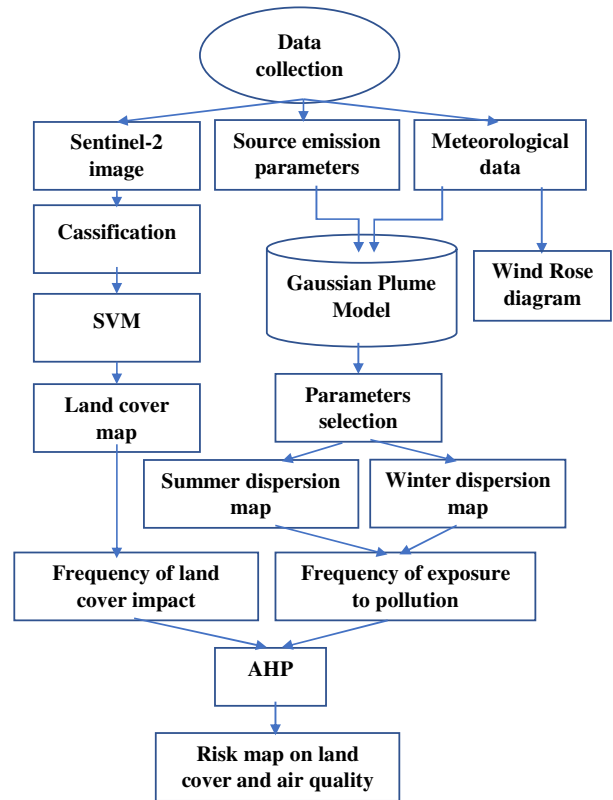 Data
collection
Sentinel-2
image
Source emission
parameters
Meteorological
data
Cassification
Gaussian Plume
Model
Wind Rose
diagram
SVM
Land cover
map
Parameters
selection
Summer dispersion
map
Winter dispersion
map
Frequency of land
cover impact
Frequency of exposure
to pollution
AHP
Risk map on land
cover and air quality